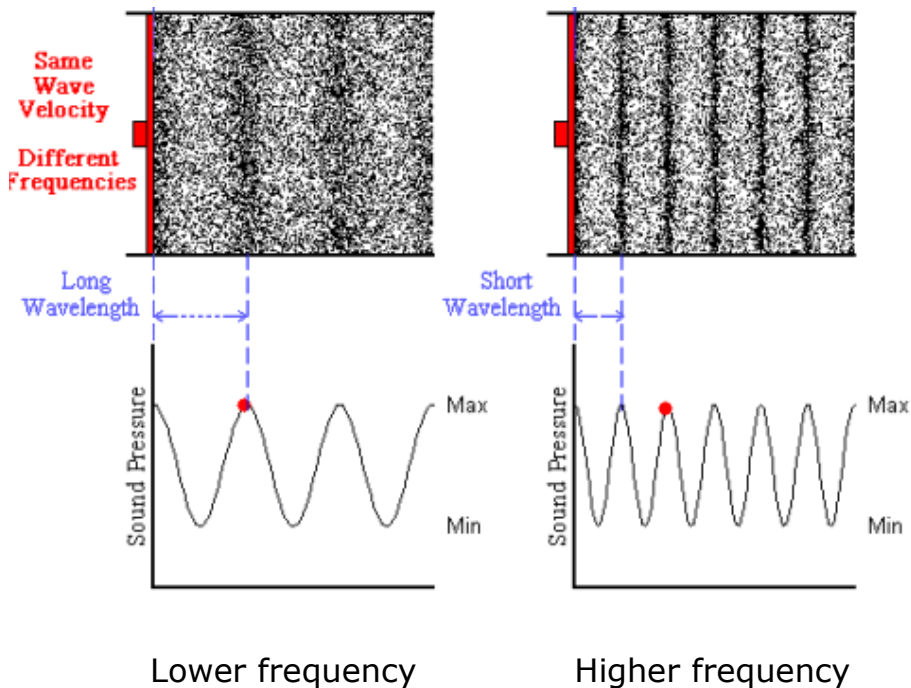 Same
Wave
Velocity
Different
Frequencies
Long
Wavelength
Short
Wavelength
Sound Pressure
Max
Min
Sound Pressure
Max
Min
Lower frequency
Higher frequency